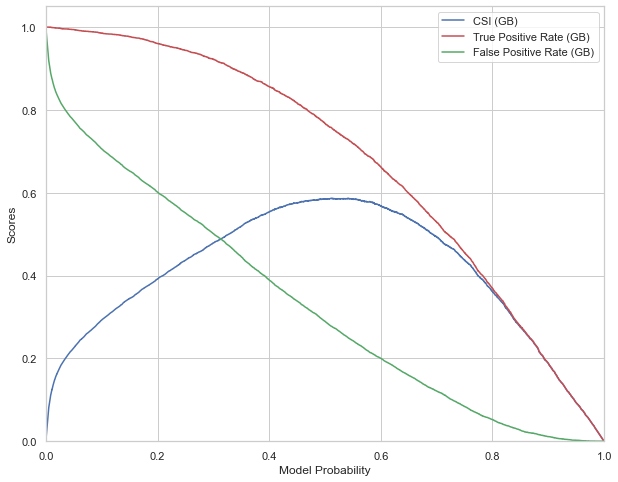 CSI (GB)
True Positive Rate (GB)
False Positive Rate (GB)
1.0
0.8
0.6
0.4
0.2
0.0
Scores
0.0 0.2 0.4 0.6 0.8 1.0
Model Probability